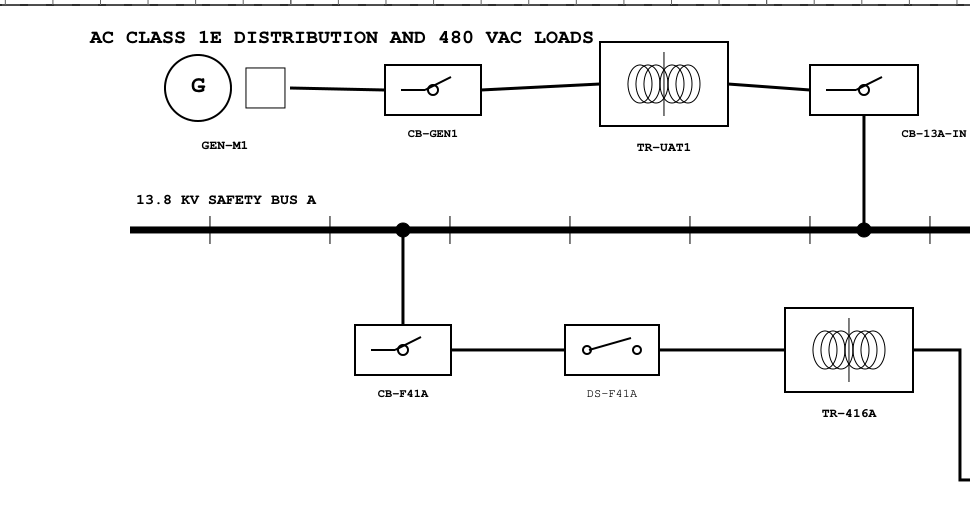 AC CLASS 1E DISTRIBUTION AND 480 VAC LOADS
G
GEN-M1
CB-GEN1
TR-UAT1
CB-13A-IN
13.8 KV SAFETY BUS A
CB-F41A
DS-F41A
TR-416A